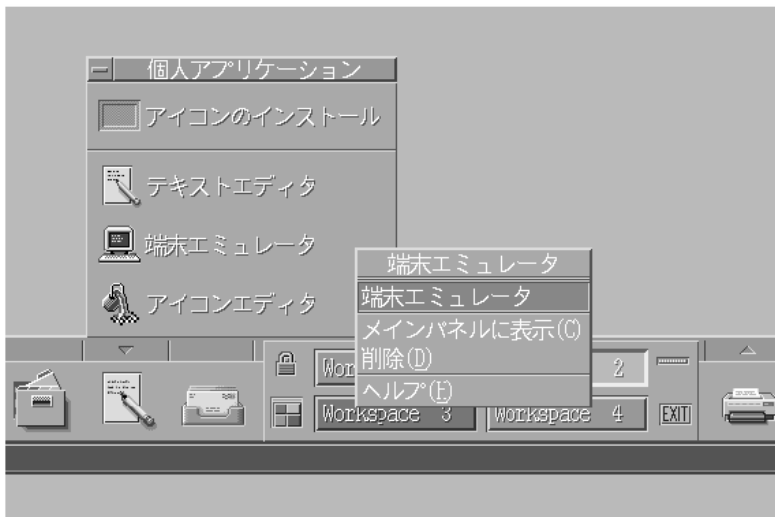 個人アプリケーション
アイコンのインストール
テキストエディタ
端末エミュレータ
アイコンエディタ
端末エミュレータ
端末エミュレータ
メインパネルに表示(C)
削除(D)
ヘルプ(H)
Wor
2
Workspace 3
Workspace 4
EXIT